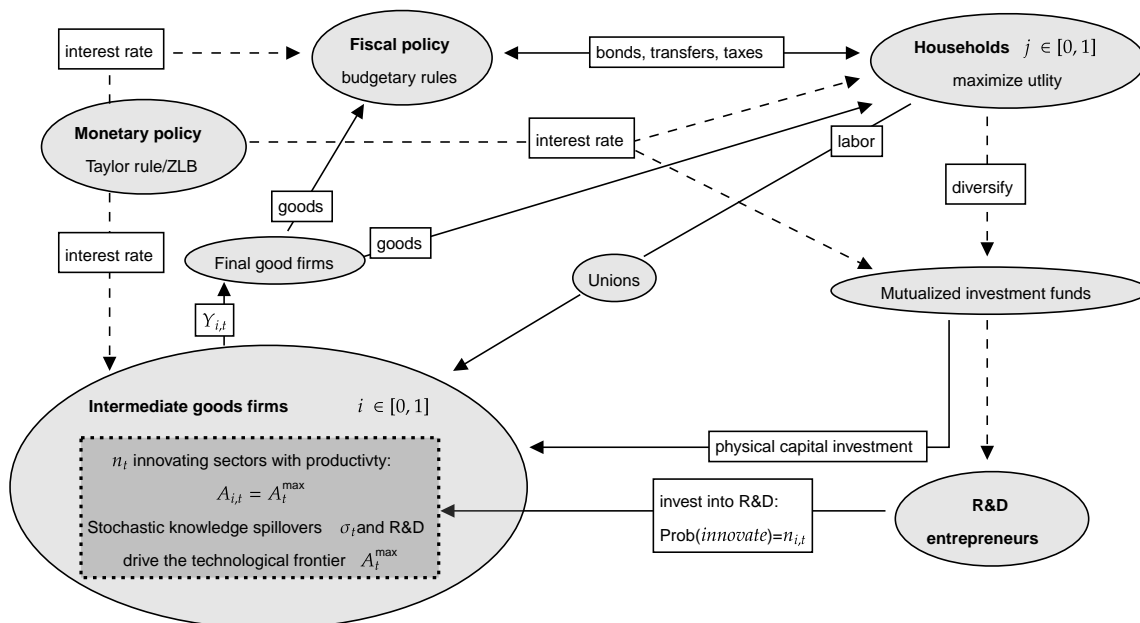 interest rate
Fiscal policy
budgetary rules
bonds, transfers, taxes
Households j ∈ [0, 1]
maximize utlity
Monetary policy
Taylor rule/ZLB
interest rate
labor
diversify
goods
interest rate
goods
Final good firms
Unions
Mutualized investment funds
Y_{i,t}
Intermediate goods firms i ∈ [0, 1]
physical capital investment
n_t innovating sectors with productivty:
A_{i,t} = A_t^{max}
Stochastic knowledge spillovers σ_t and R&D
drive the technological frontier A_t^{max}
invest into R&D:
Prob(innovate)=n_{i,t}
R&D
entrepreneurs